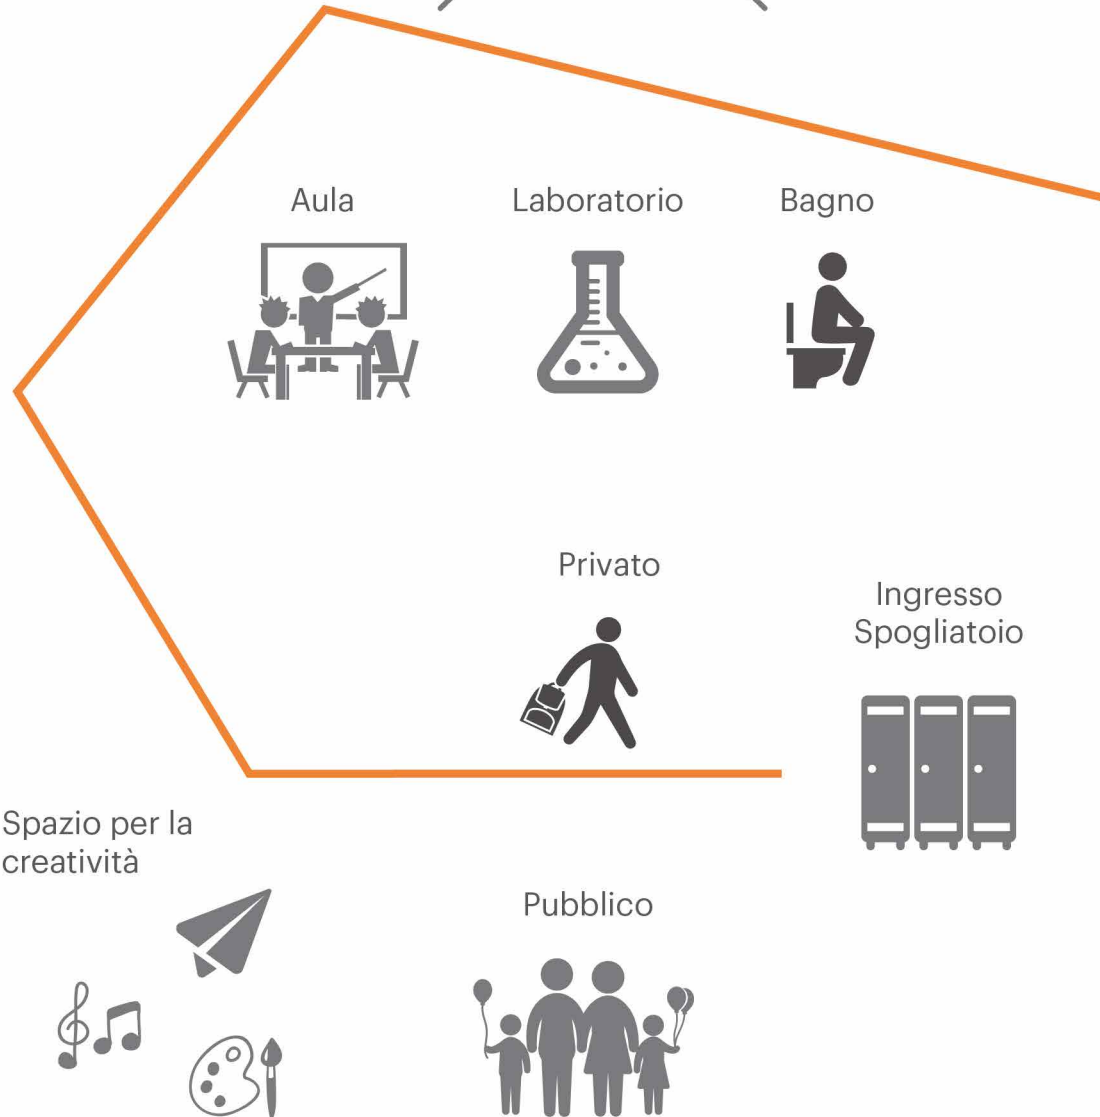 Aula
Laboratorio
Bagno
Privato
Ingresso
Spogliatoio
Spazio per la
creatività
Pubblico